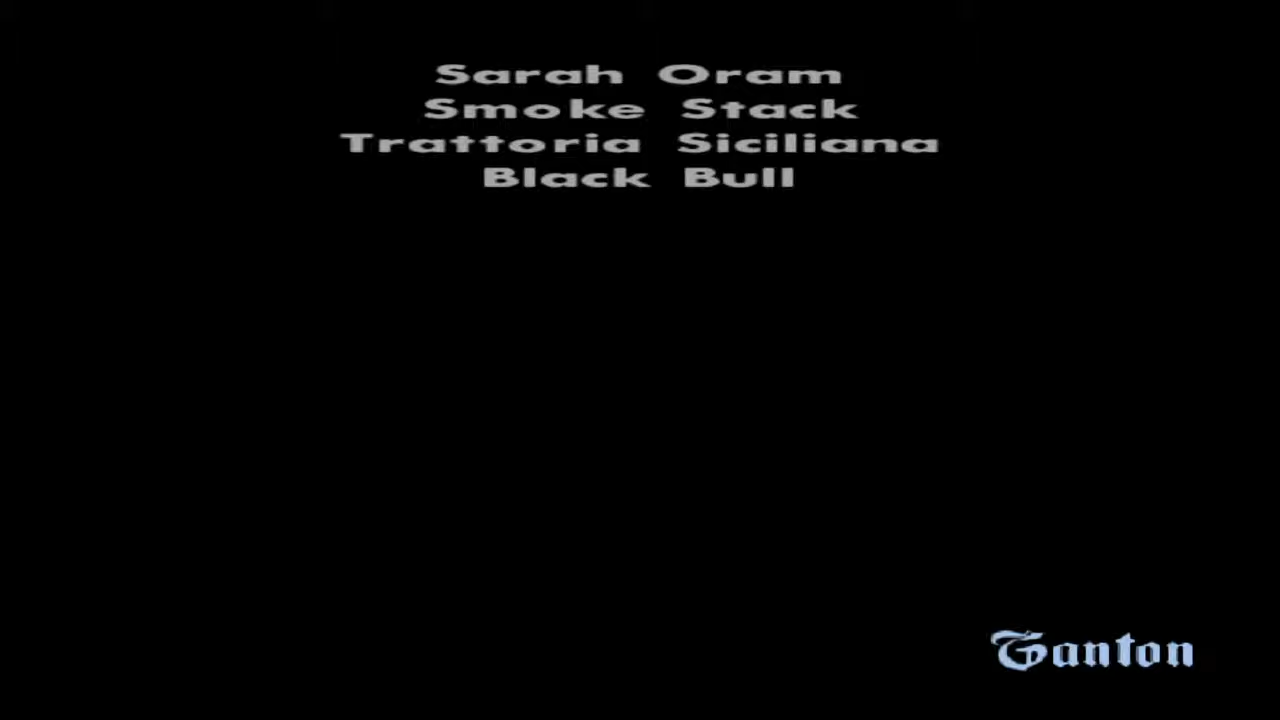 Sarah Oram
Smoke Stack
Trattoria Siciliana
Black Bull
Ganton